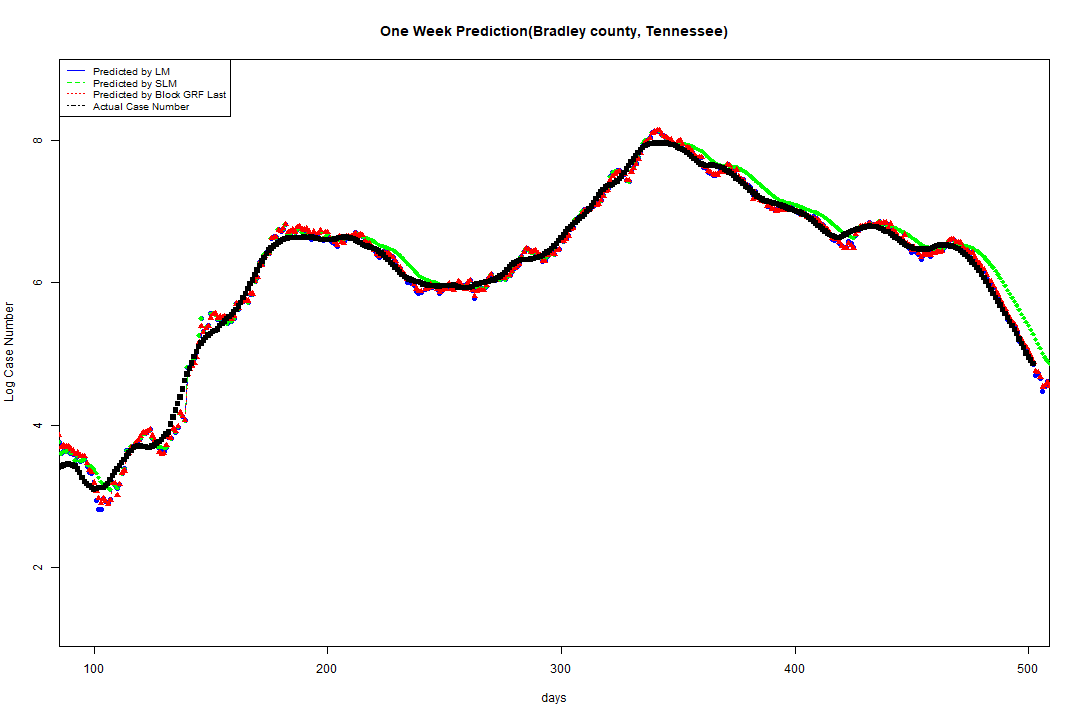 One Week Prediction(Bradley county, Tennessee)
Predicted by LM
Predicted by SLM
Predicted by Block GRF Last
Actual Case Number
8
6
4
2
Log Case Number
100 200 300 400 500
days